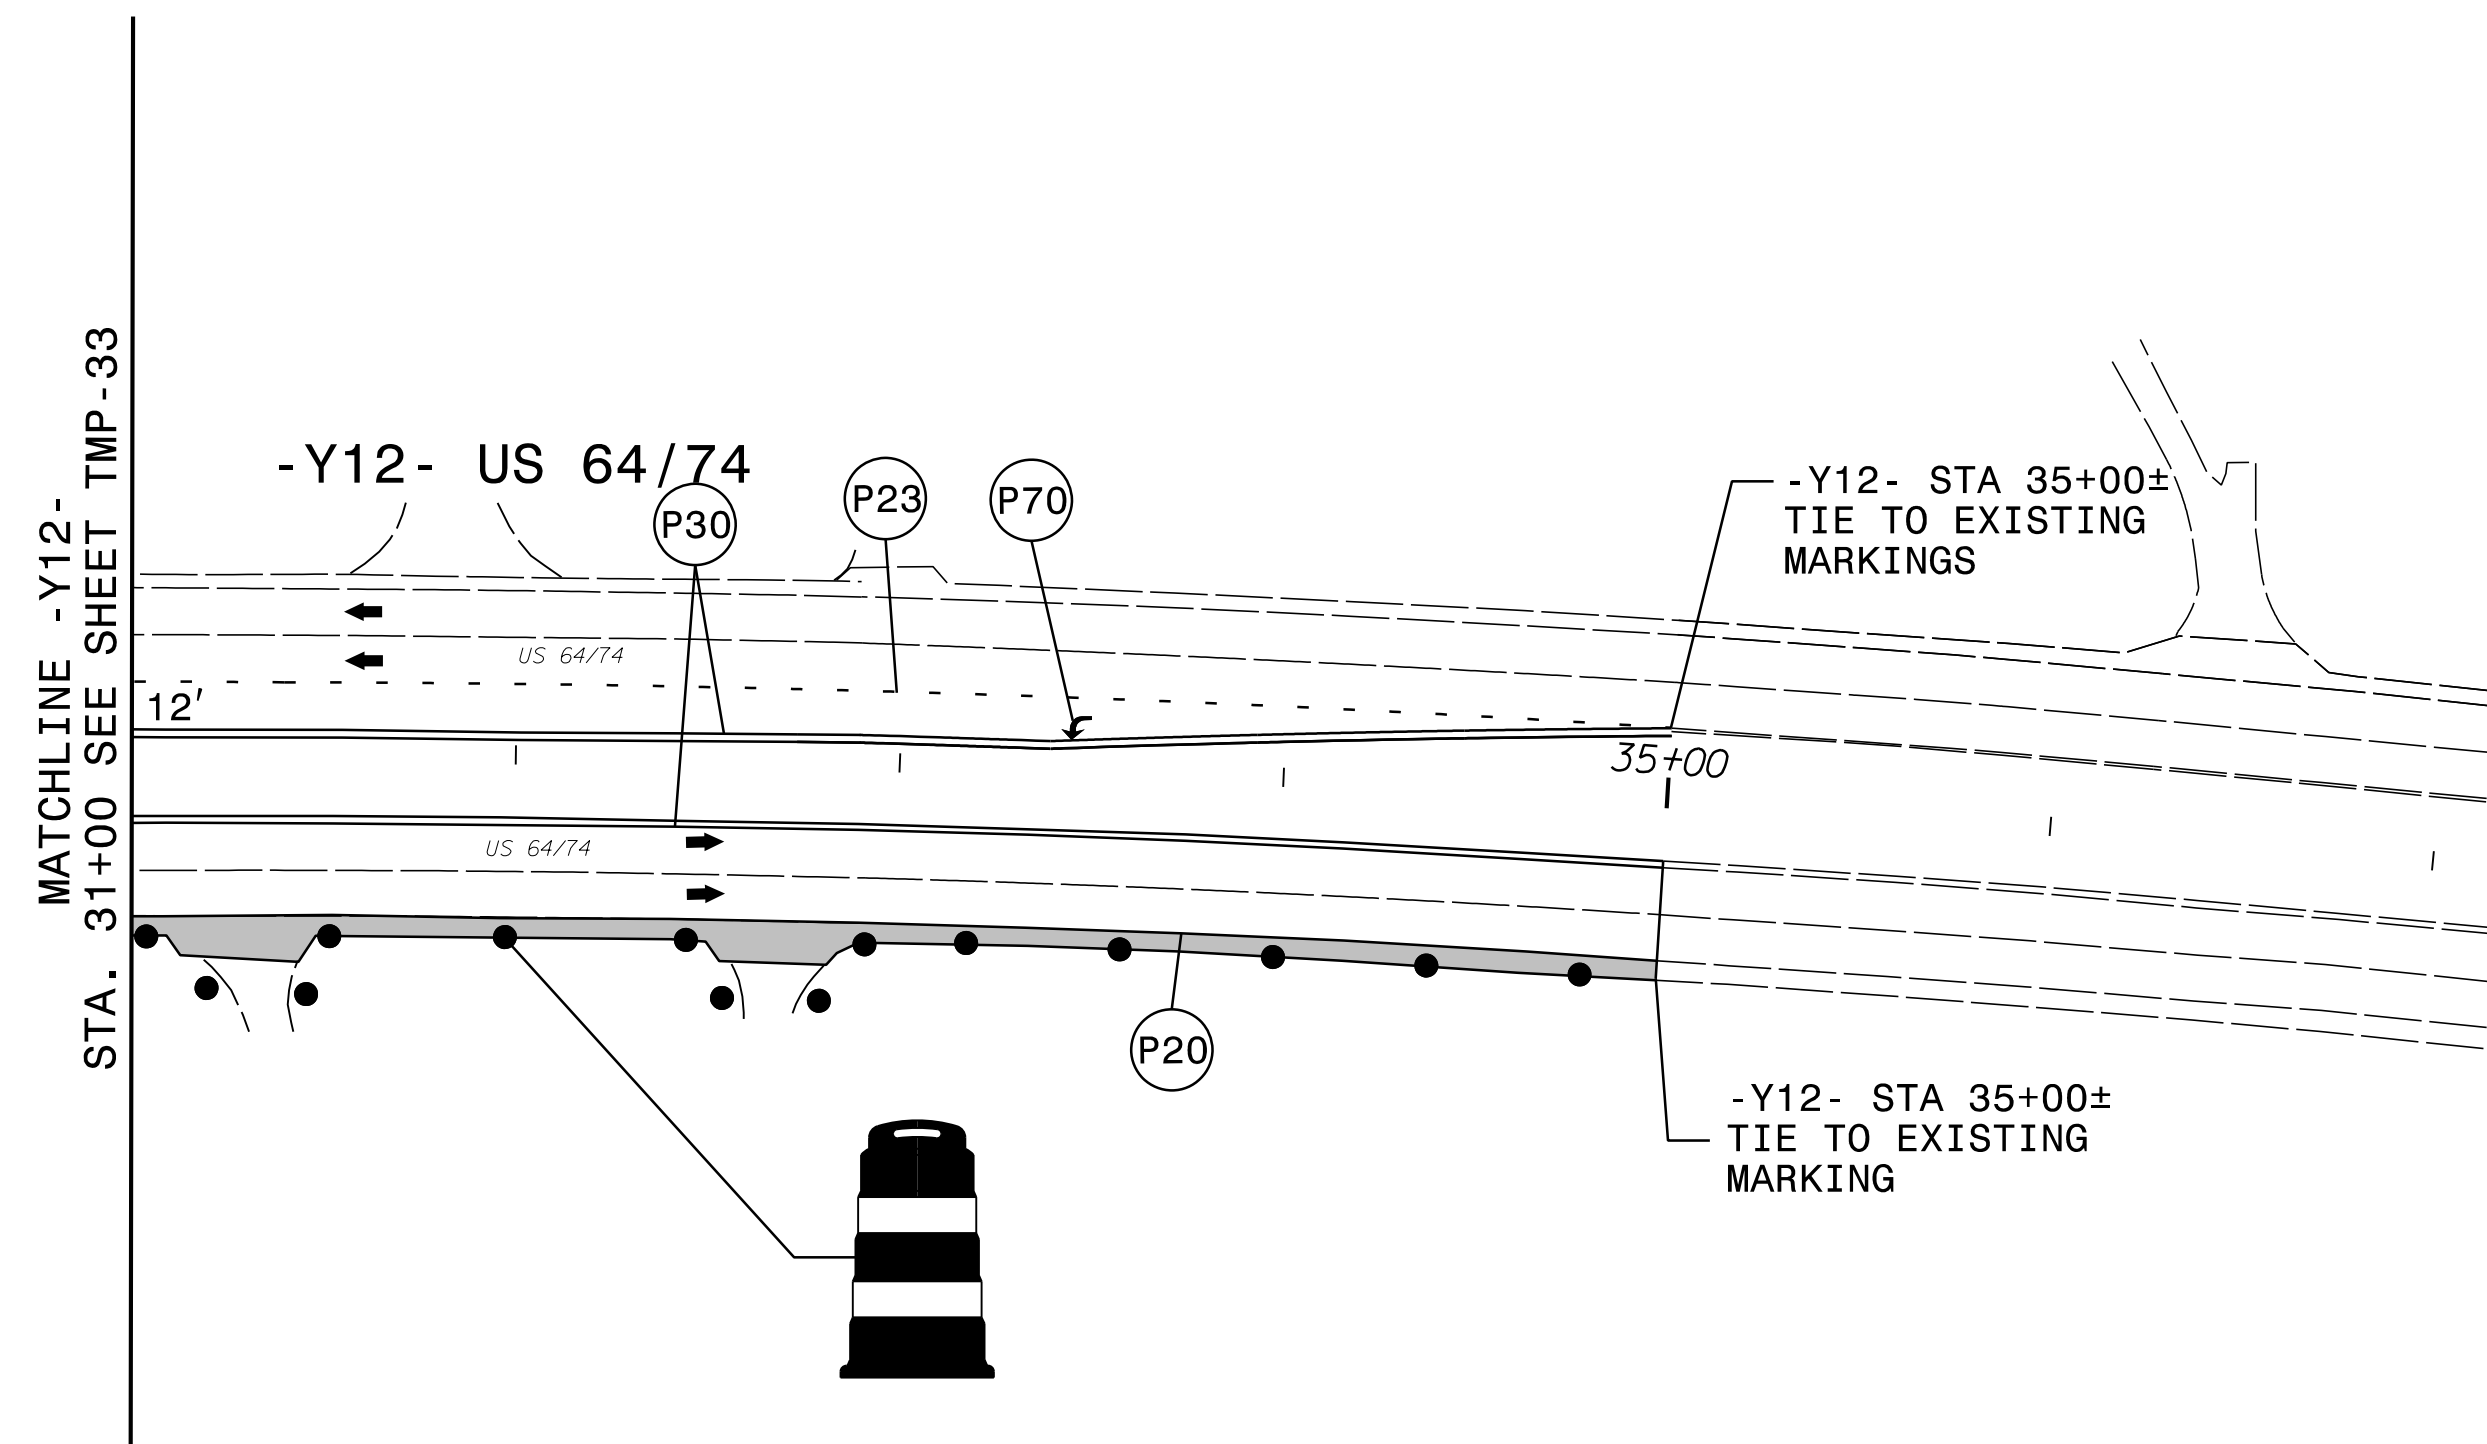 MATCHLINE -Y12-
STA. 31+00 SEE SHEET TMP-33
-Y12- US 64/74
P30
P23
P70
-Y12- STA 35+00±
TIE TO EXISTING
MARKINGS
US 64/74
12'
35+00
US 64/74
P20
-Y12- STA 35+00±
TIE TO EXISTING
MARKING